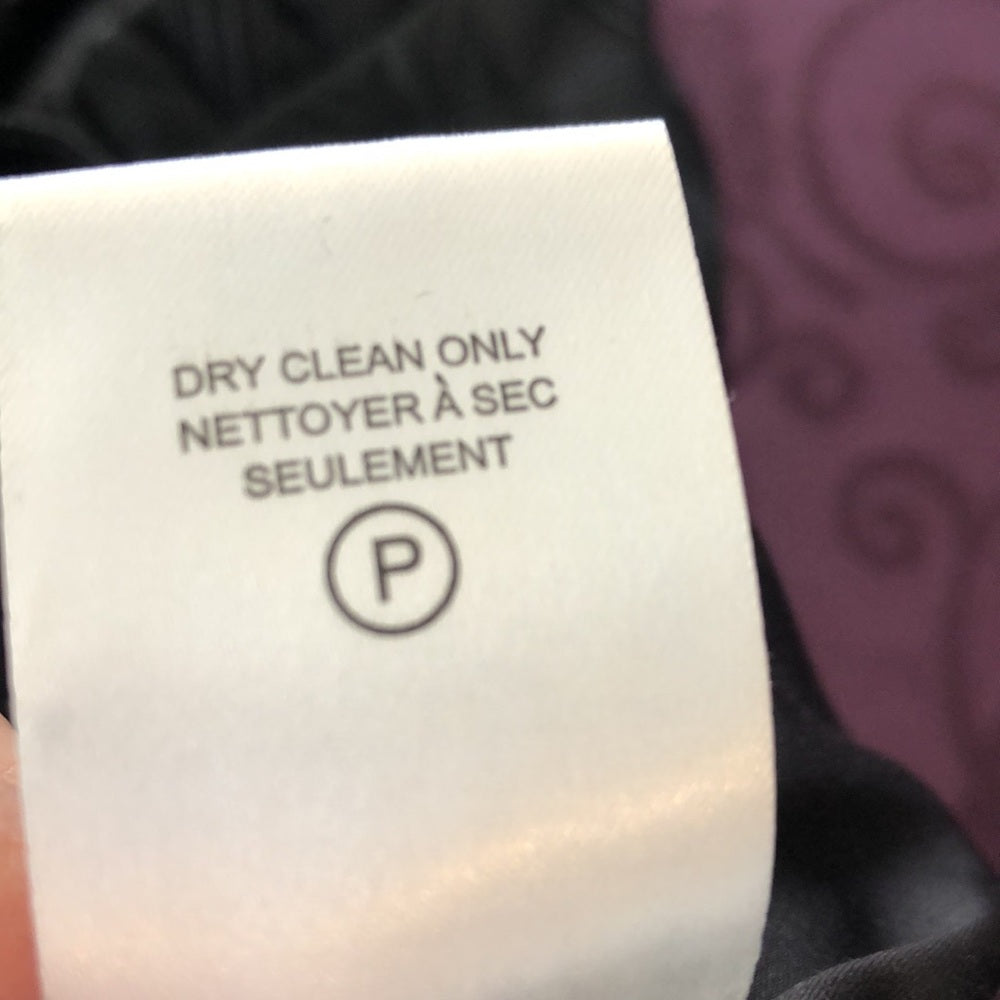 DRY CLEAN ONLY
NETTOYER À SEC
SEULEMENT
P